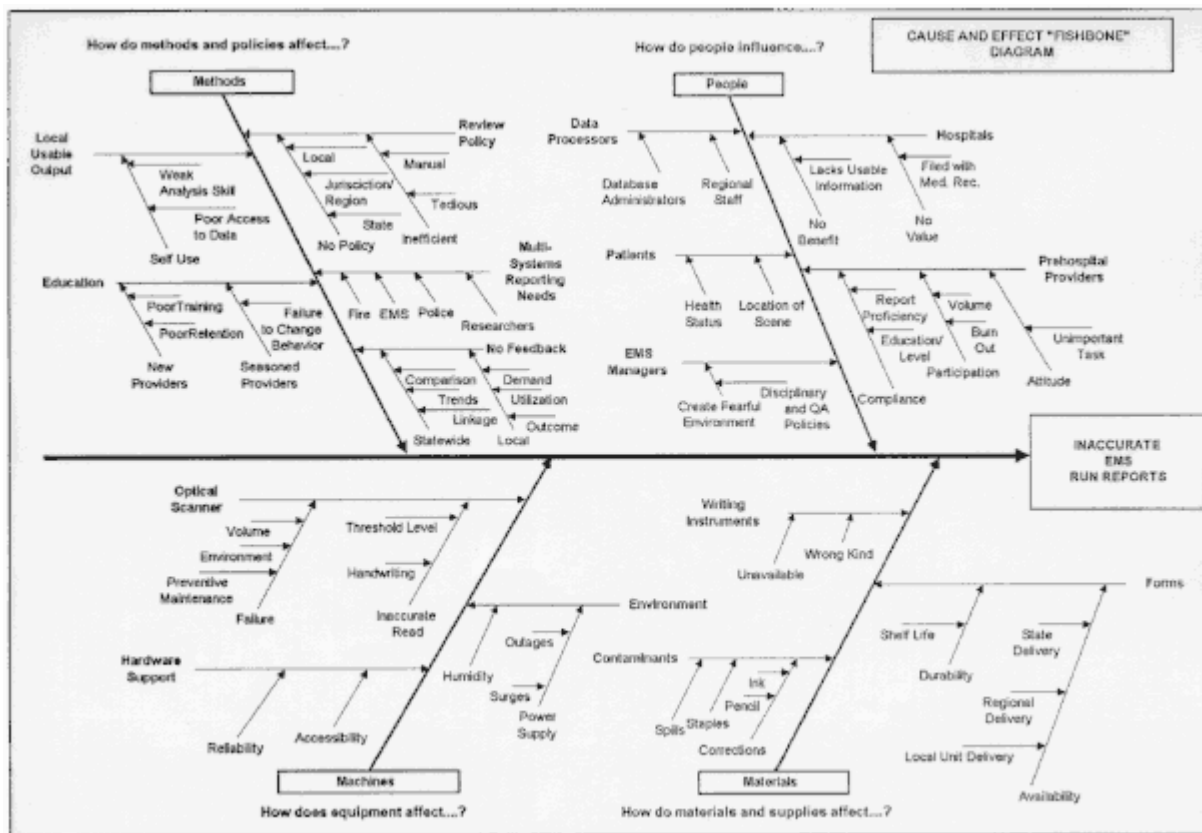 How do methods and policies affect....?
How do people influence....?
CAUSE AND EFFECT "FISHBONE"
DIAGRAM
Methods
People
Local
Usable
Output
Weak
Analysis Skill
Poor Access
to Data
Self Use
Review
Policy
Local
Jurisciction/
Region
State
No Policy
Manual
Tedious
Inefficient
Education
PoorTraining
PoorRetention
New
Providers
Failure
to Change
Behavior
Seasoned
Providers
Multi-
Systems
Reporting
Needs
Fire
EMS
Police
Researchers
No Feedback
Comparison
Trends
Linkage
Statewide
Demand
Utilization
Outcome
Local
Data
Processors
Database
Administrators
Regional
Staff
Hospitals
Lacks Usable
Information
No
Benefit
Filed with
Med. Rec.
No
Value
Patients
Health
Status
Location of
Scene
Prehospital
Providers
Report
Proficiency
Education/
Level
Compliance
Volume
Burn
Out
Participation
Unimportant
Task
Attitude
EMS
Managers
Create Fearful
Environment
Disciplinary
and QA
Policies
INACCURATE
EMS
RUN REPORTS
Optical
Scanner
Volume
Environment
Preventive
Maintenance
Failure
Threshold Level
Handwriting
Inaccurate
Read
Hardware
Support
Reliability
Accessibility
Environment
Humidity
Outages
Surges
Power
Supply
Writing
Instruments
Unavailable
Wrong Kind
Forms
Shelf Life
Durability
State
Delivery
Regional
Delivery
Local Unit Delivery
Availability
Contaminants
Spills
Staples
Ink
Pencil
Corrections
Machines
Materials
How does equipment affect....?
How do materials and supplies affect....?